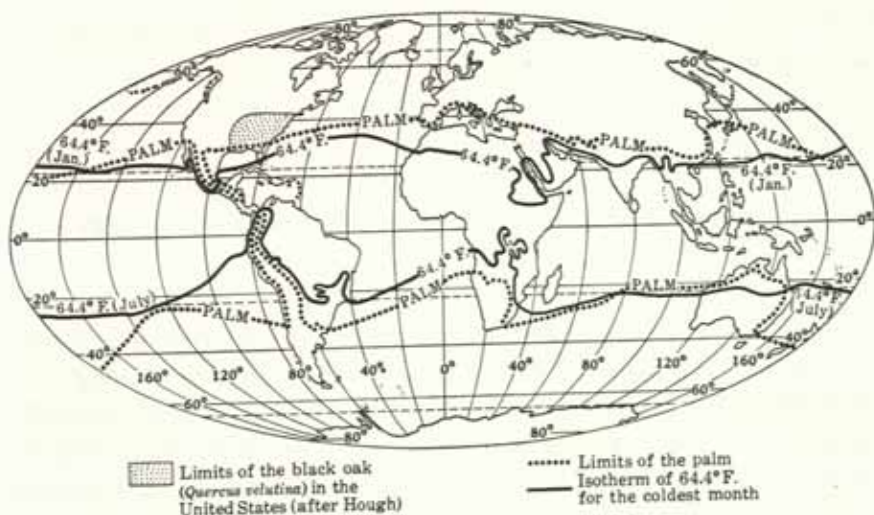 80°
80°
60°
60°
40°
40°
64.4° F.
(Jan.)
PALM
PALM
64.4° F.
64.4° F.
PALM
64.4° F.
(Jan.)
20°
20°
0°
0°
64.4° F.
20°
64.4° F. (July)
PALM
PALM
PALM
20°
64.4° F.
(July)
40°
40°
160°
120°
80°
40°
0°
40°
80°
120°
160°
60°
60°
80°
80°
Limits of the black oak
(Quercus velutina) in the
United States (after Hough)
Limits of the palm
Isotherm of 64.4° F.
for the coldest month